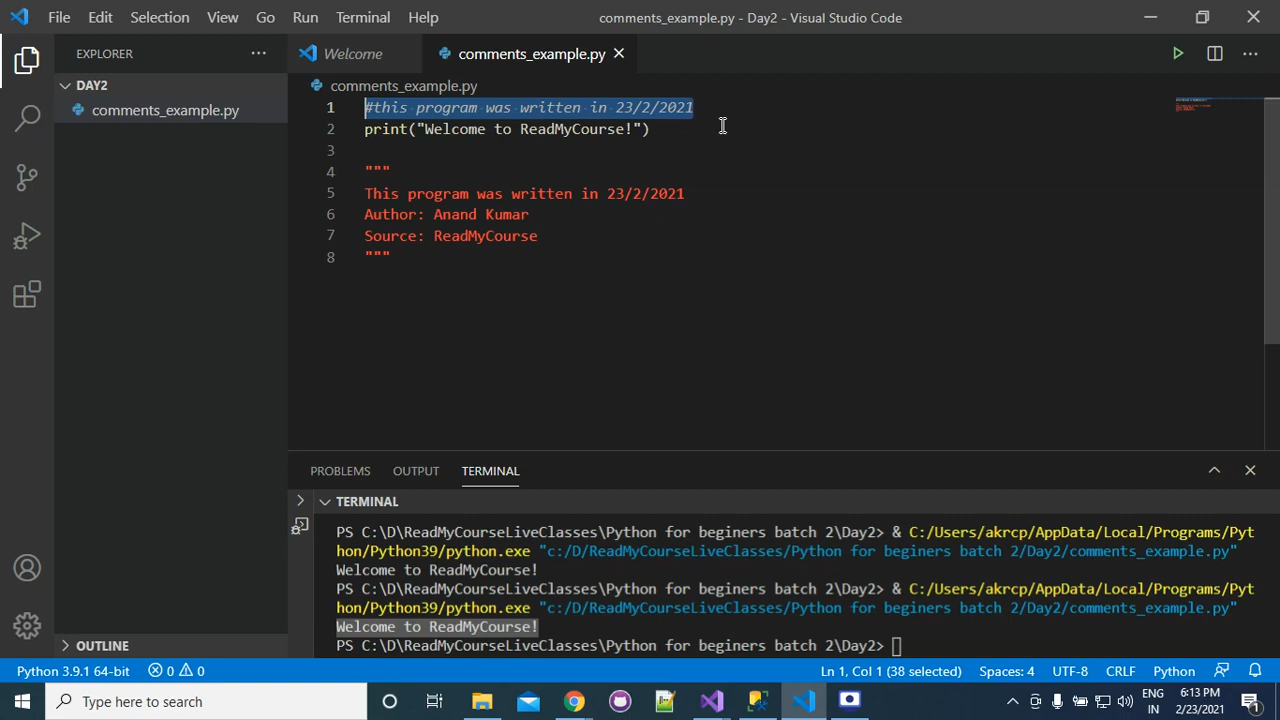 File Edit Selection View Go Run Terminal Help comments_example.py - Day2 - Visual Studio Code
EXPLORER
DAY2
comments_example.py
OUTLINE
Welcome comments_example.py
comments_example.py
1 #this program was written in 23/2/2021
2 print("Welcome to ReadMyCourse!")
3
4 """
5 This program was written in 23/2/2021
6 Author: Anand Kumar
7 Source: ReadMyCourse
8 """
PROBLEMS OUTPUT TERMINAL
TERMINAL
PS C:\D\ReadMyCourseLiveClasses\Python for beginers batch 2\Day2> & C:/Users/akrcp/AppData/Local/Programs/Pyt
hon/Python39/python.exe "c:/D/ReadMyCourseLiveClasses/Python for beginers batch 2/Day2/comments_example.py"
Welcome to ReadMyCourse!
PS C:\D\ReadMyCourseLiveClasses\Python for beginers batch 2\Day2> & C:/Users/akrcp/AppData/Local/Programs/Pyt
hon/Python39/python.exe "c:/D/ReadMyCourseLiveClasses/Python for beginers batch 2/Day2/comments_example.py"
Welcome to ReadMyCourse!
PS C:\D\ReadMyCourseLiveClasses\Python for beginers batch 2\Day2>
Python 3.9.1 64-bit 0 0 Ln 1, Col 1 (38 selected) Spaces: 4 UTF-8 CRLF Python
Type here to search
ENG
IN
6:13 PM
2/23/2021
1